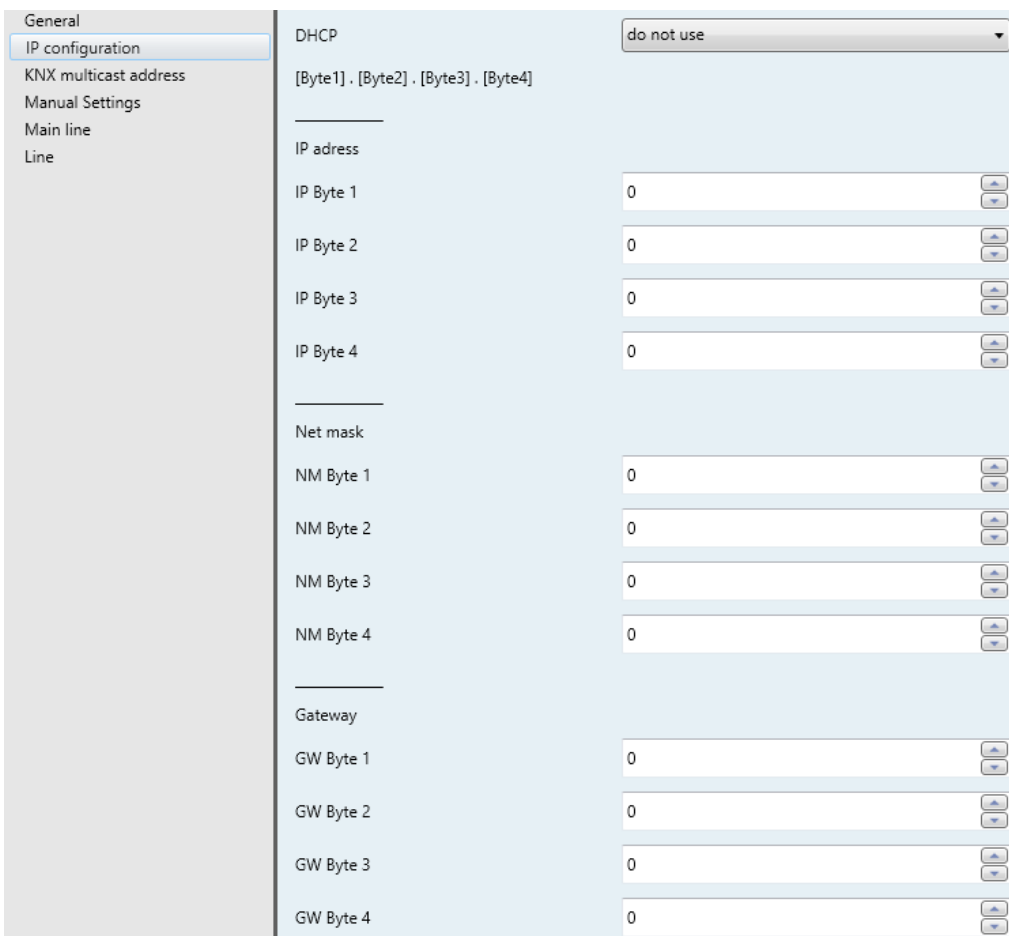 General
IP configuration
KNX multicast address
Manual Settings
Main line
Line
DHCP do not use
[Byte1] . [Byte2] . [Byte3] . [Byte4]
IP adress
IP Byte 1 0
IP Byte 2 0
IP Byte 3 0
IP Byte 4 0
Net mask
NM Byte 1 0
NM Byte 2 0
NM Byte 3 0
NM Byte 4 0
Gateway
GW Byte 1 0
GW Byte 2 0
GW Byte 3 0
GW Byte 4 0